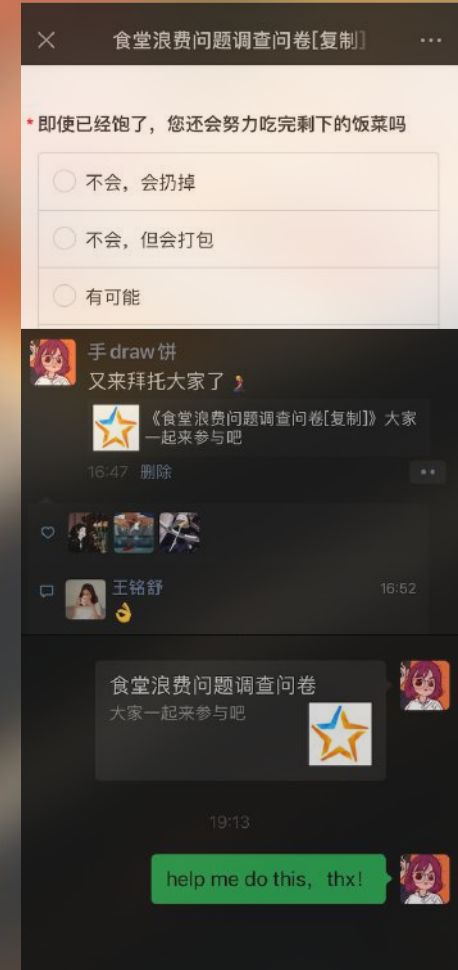 食堂浪费问题调查问卷[复制]
*即使已经饱了，您还会努力吃完剩下的饭菜吗
不会，会扔掉
不会，但会打包
有可能
手draw饼
又来拜托大家了
《食堂浪费问题调查问卷[复制]》大家
一起来参与吧
16:47 删除
王铭舒
16:52
食堂浪费问题调查问卷
大家一起来参与吧
19:13
help me do this，thx!